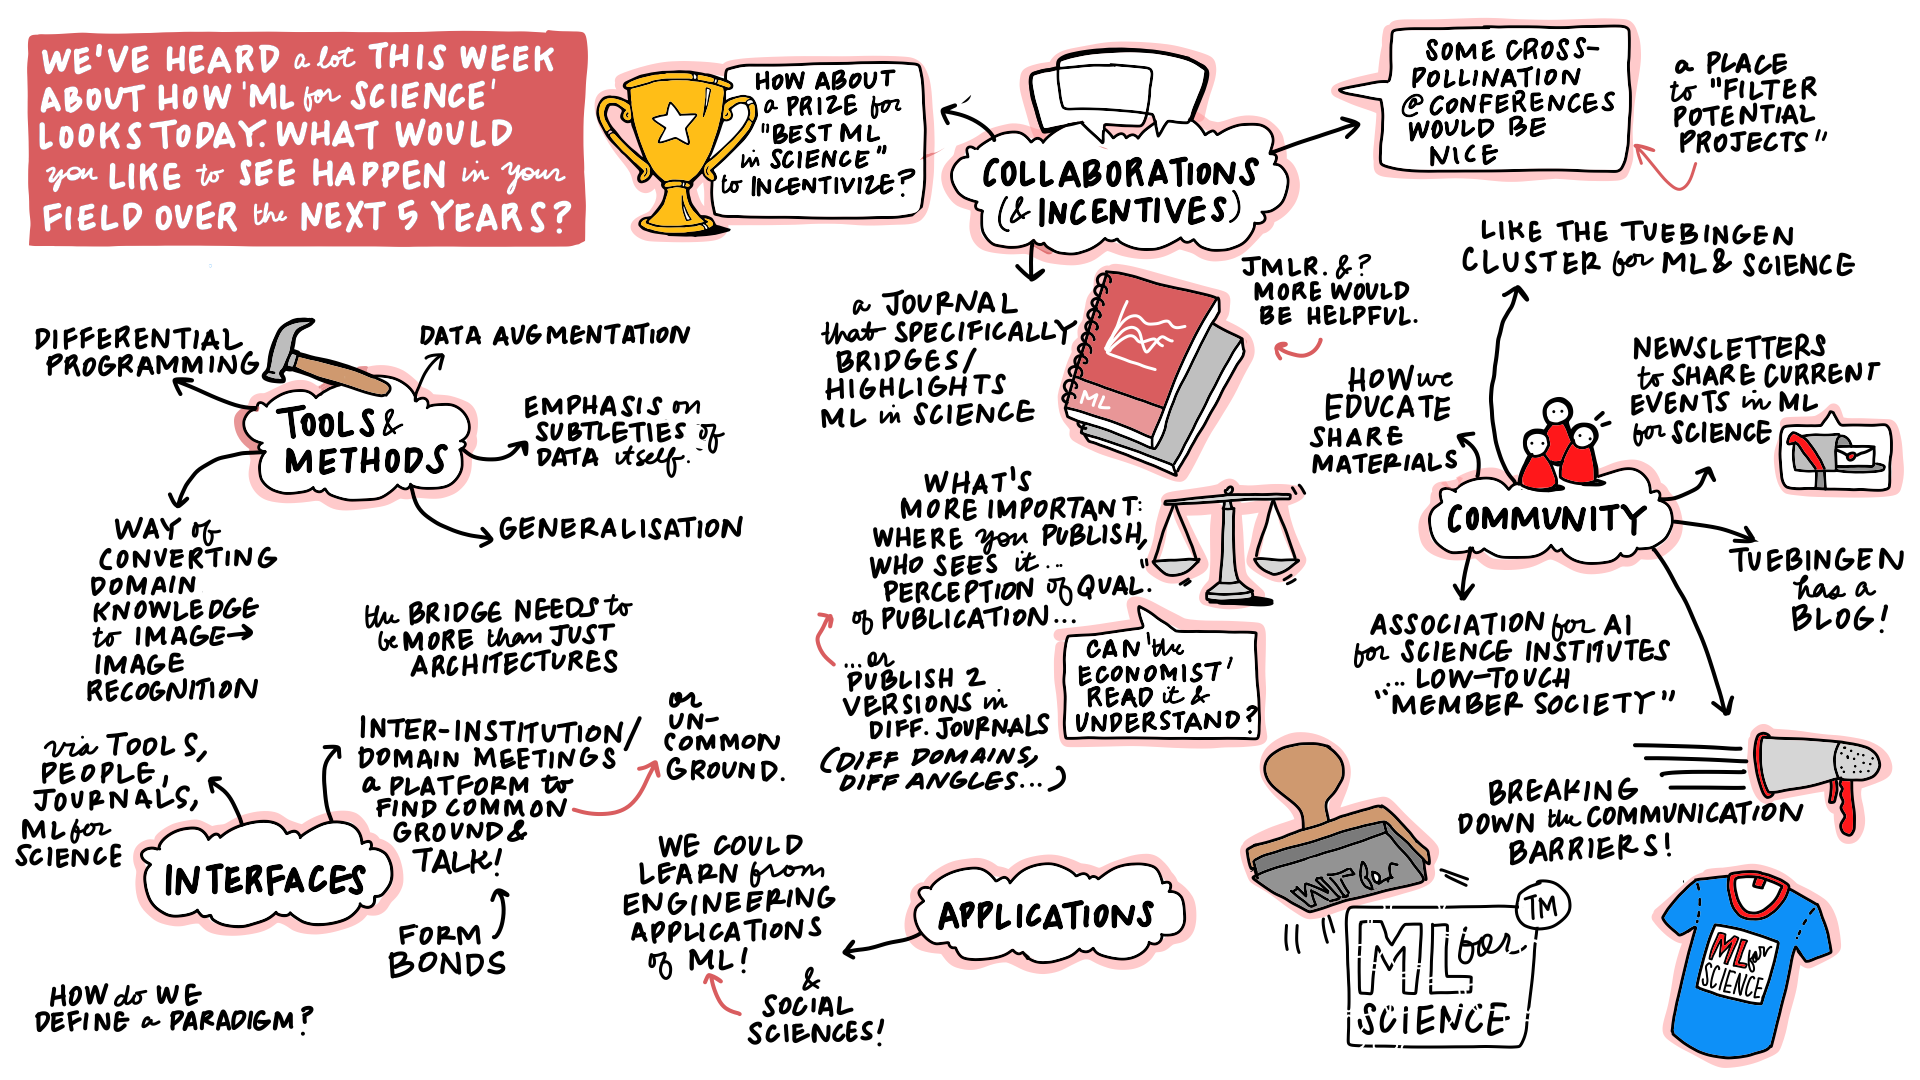 WE'VE HEARD a lot THIS WEEK
ABOUT HOW 'ML for SCIENCE'
LOOKS TODAY. WHAT WOULD
you LIKE to SEE HAPPEN in your
FIELD OVER the NEXT 5 YEARS?
HOW ABOUT
a PRIZE for
"BEST ML
in SCIENCE"
to INCENTIVIZE?
COLLABORATIONS
(& INCENTIVES)
SOME CROSS-
POLLINATION
@ CONFERENCES
WOULD BE
NICE
a PLACE
to "FILTER
POTENTIAL
PROJECTS"
a JOURNAL
that SPECIFICALLY
BRIDGES/
HIGHLIGHTS
ML in SCIENCE
ML
JMLR. &?
MORE WOULD
BE HELPFUL.
WHAT'S
MORE IMPORTANT:
WHERE you PUBLISH,
WHO SEES it...
PERCEPTION of QUAL.
of PUBLICATION...
...or
PUBLISH 2
VERSIONS in
DIFF. JOURNALS
(DIFF DOMAINS,
DIFF ANGLES...)
CAN 'the
ECONOMIST'
READ it &
UNDERSTAND?
TOOLS &
METHODS
DIFFERENTIAL
PROGRAMMING
DATA AUGMENTATION
EMPHASIS on
SUBTLETIES of
DATA itself.
GENERALISATION
WAY of
CONVERTING
DOMAIN
KNOWLEDGE
to IMAGE→
IMAGE
RECOGNITION
the BRIDGE NEEDS to
be MORE than JUST
ARCHITECTURES
INTERFACES
via TOOLS,
PEOPLE,
JOURNALS,
ML for
SCIENCE
INTER-INSTITUTION/
DOMAIN MEETINGS
a PLATFORM to
FIND COMMON
GROUND &
TALK!
or
UN-
COMMON
GROUND.
FORM
BONDS
HOW do WE
DEFINE a PARADIGM?
APPLICATIONS
WE COULD
LEARN from
ENGINEERING
APPLICATIONS
of ML!
&
SOCIAL
SCIENCES!
COMMUNITY
LIKE THE TUEBINGEN
CLUSTER for ML & SCIENCE
HOW we
EDUCATE
SHARE
MATERIALS
NEWSLETTERS
to SHARE CURRENT
EVENTS in ML
for SCIENCE
TUEBINGEN
has a
BLOG!
ASSOCIATION for AI
for SCIENCE INSTITUTES
... LOW-TOUCH
"MEMBER SOCIETY"
BREAKING
DOWN the COMMUNICATION
BARRIERS!
TM
ML for
SCIENCE
ML for
SCIENCE